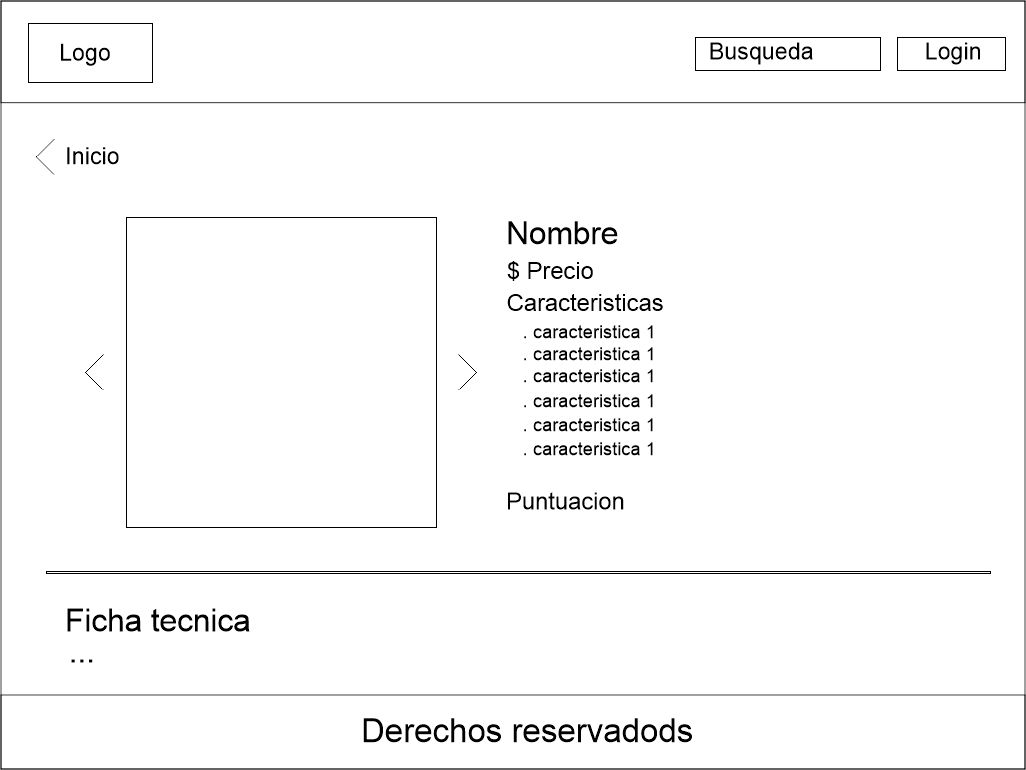 Logo
Busqueda
Login
Inicio
Nombre
$ Precio
Caracteristicas
. caracteristica 1
. caracteristica 1
. caracteristica 1
. caracteristica 1
. caracteristica 1
. caracteristica 1
Puntuacion
Ficha tecnica
...
Derechos reservadods